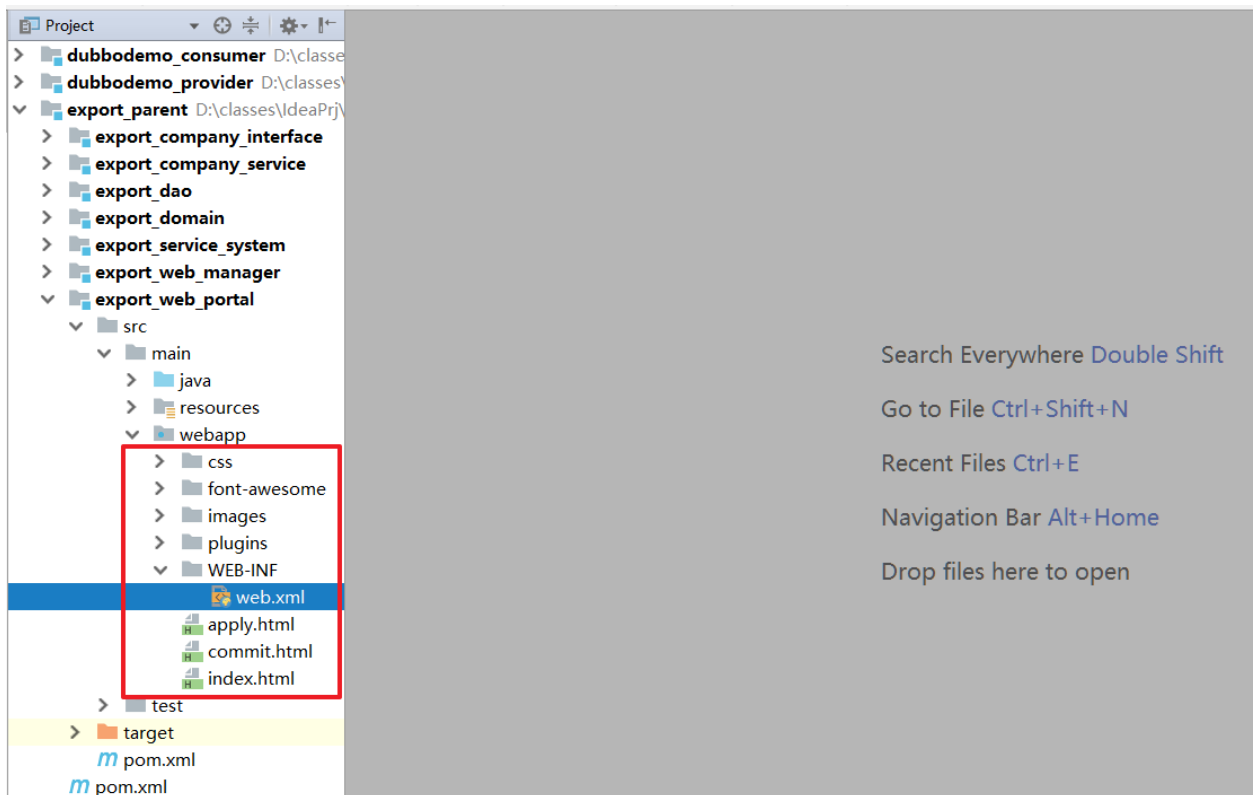 Project
dubbodemo_consumer D:\classe
dubbodemo_provider D:\classes\
export_parent D:\classes\IdeaPrj\
export_company_interface
export_company_service
export_dao
export_domain
export_service_system
export_web_manager
export_web_portal
src
main
java
resources
webapp
css
font-awesome
images
plugins
WEB-INF
web.xml
apply.html
commit.html
index.html
test
target
pom.xml
pom.xml
Search Everywhere Double Shift
Go to File Ctrl+Shift+N
Recent Files Ctrl+E
Navigation Bar Alt+Home
Drop files here to open